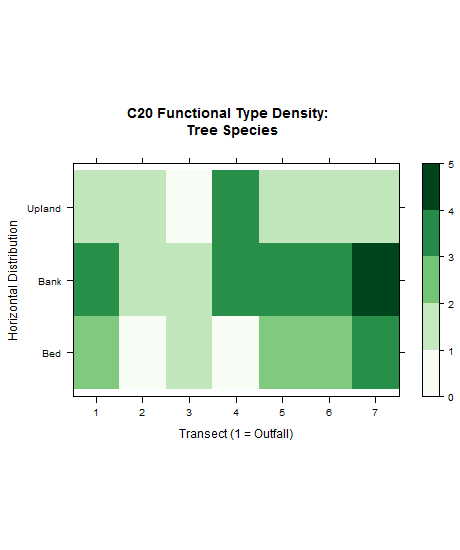 C20 Functional Type Density:
Tree Species
Horizontal Distribution
Upland
Bank
Bed
1 2 3 4 5 6 7
Transect (1 = Outfall)
5
4
3
2
1
0